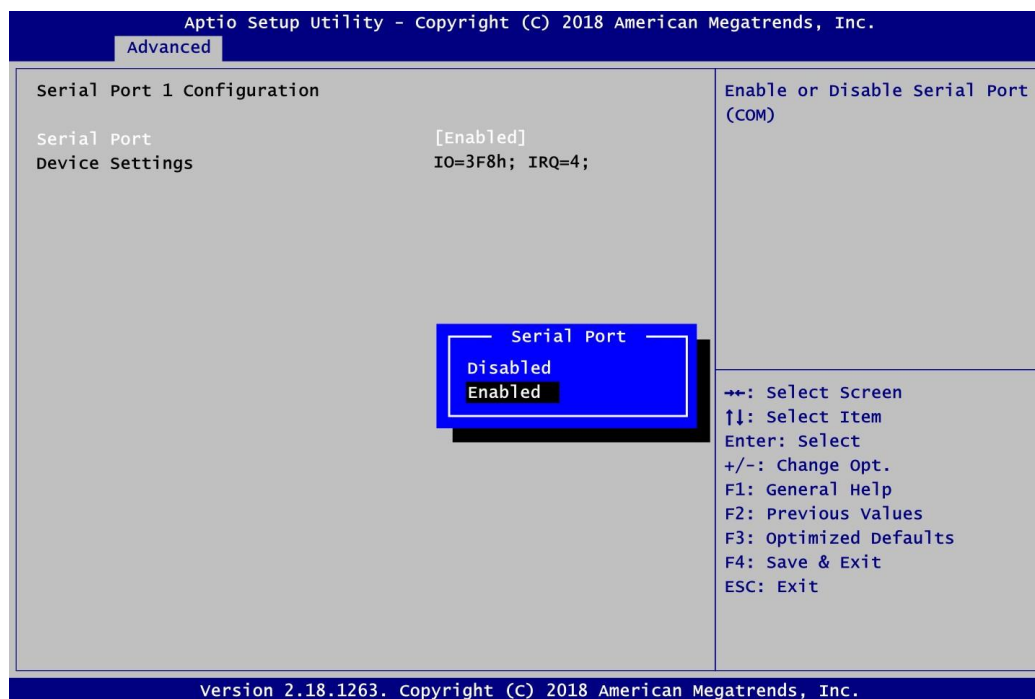 Aptio Setup Utility - Copyright (C) 2018 American Megatrends, Inc.
Advanced
Serial Port 1 Configuration
Serial Port [Enabled]
Device Settings IO=3F8h; IRQ=4;
Serial Port
Disabled
Enabled
Enable or Disable Serial Port
(COM)
→←: Select Screen
↑↓: Select Item
Enter: Select
+/-: Change Opt.
F1: General Help
F2: Previous Values
F3: Optimized Defaults
F4: Save & Exit
ESC: Exit
Version 2.18.1263. Copyright (C) 2018 American Megatrends, Inc.